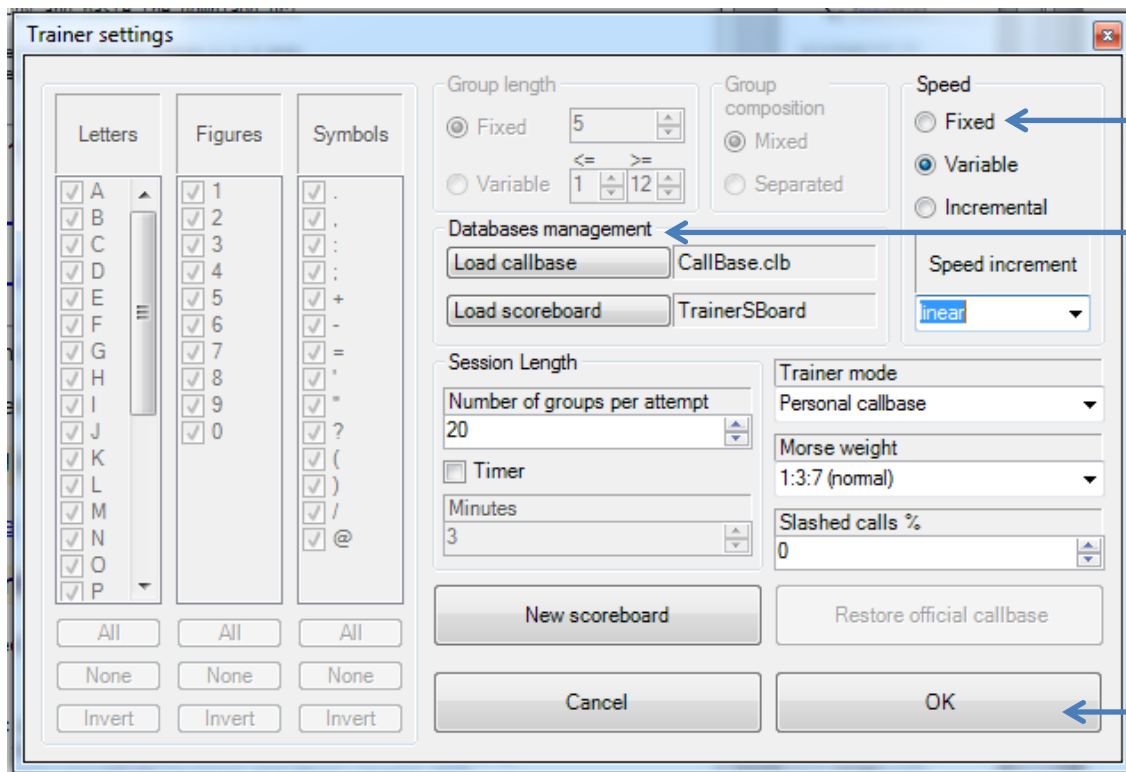 Trainer settings
Letters
Figures
Symbols
A
B
C
D
E
F
G
H
I
J
K
L
M
N
O
P
1
2
3
4
5
6
7
8
9
0
.
,
:
;
+
-
=
'
"
?
(
)
/
@
All
All
All
None
None
None
Invert
Invert
Invert
Group length
Fixed 5
<= >=
Variable 1 12
Group
composition
Mixed
Separated
Speed
Fixed
Variable
Incremental
Speed increment
linear
Databases management
Load callbase CallBase.clb
Load scoreboard TrainerSBoard
Session Length
Number of groups per attempt
20
Timer
Minutes
3
Trainer mode
Personal callbase
Morse weight
1:3:7 (normal)
Slashed calls %
0
New scoreboard
Restore official callbase
Cancel
OK